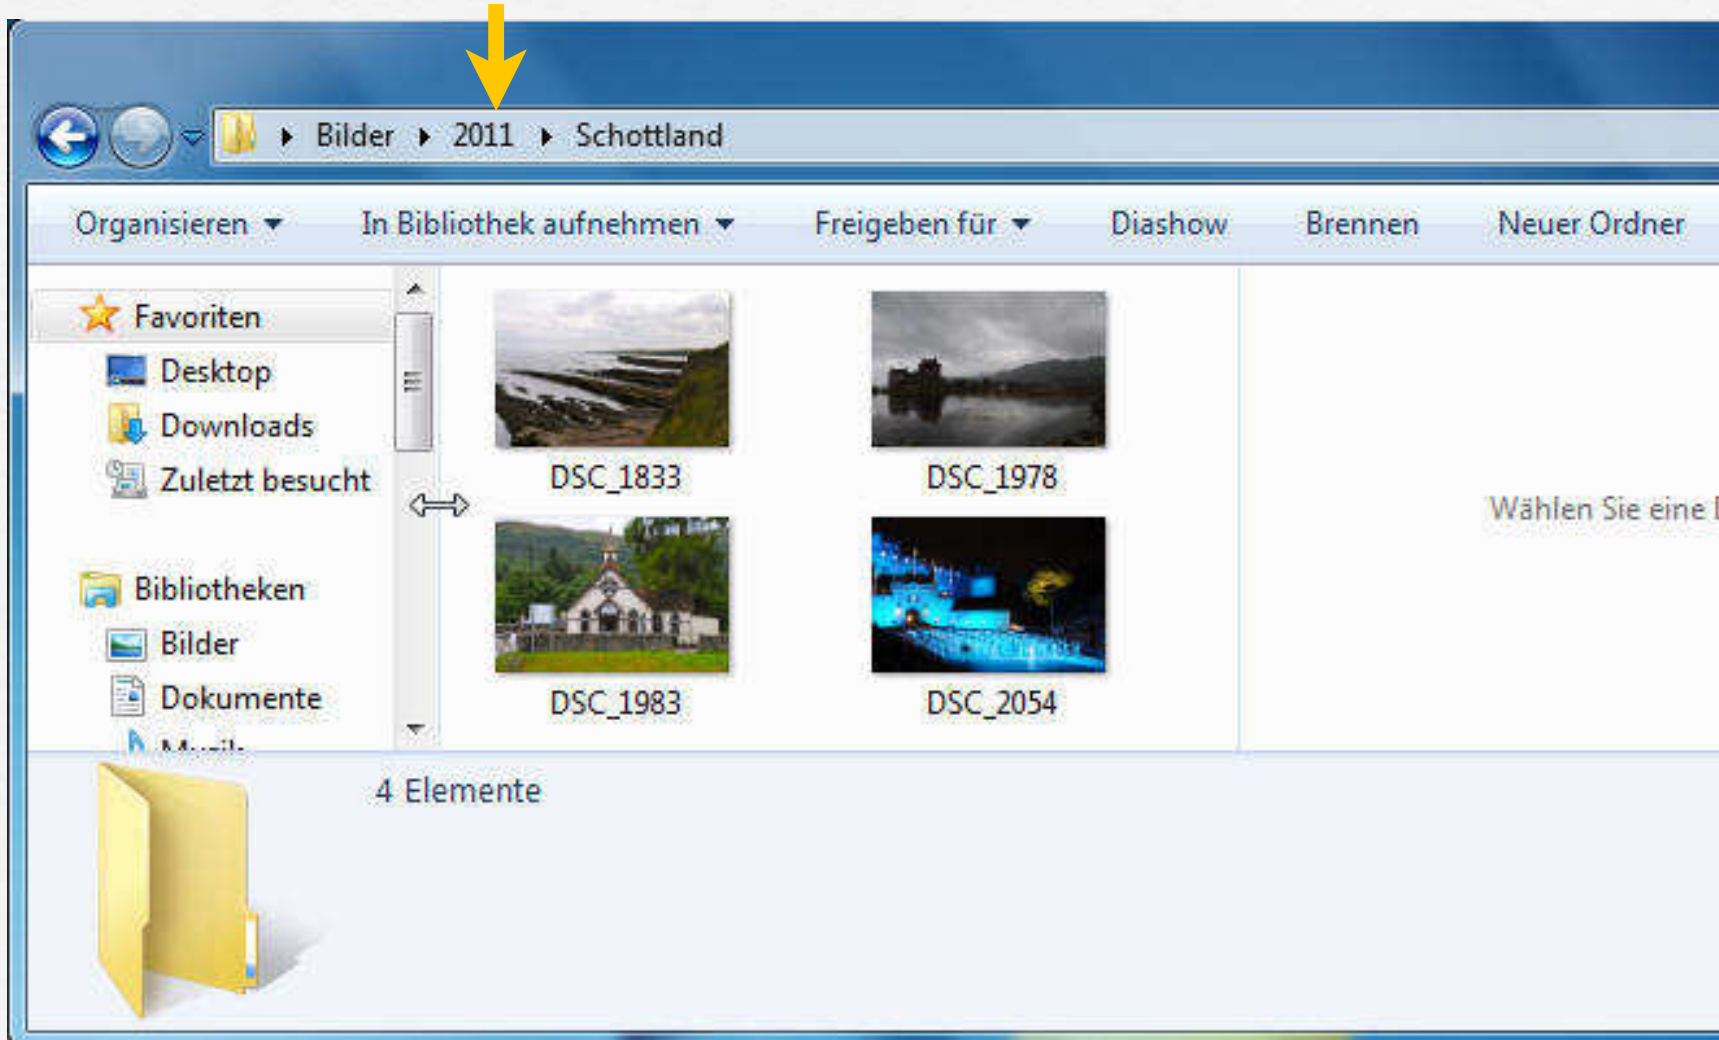 Bilder 2011 Schottland
Organisieren In Bibliothek aufnehmen Freigeben für Diashow Brennen Neuer Ordner
Favoriten
Desktop
Downloads
Zuletzt besucht
Bibliotheken
Bilder
Dokumente
Musik
DSC_1833 DSC_1978
DSC_1983 DSC_2054
Wählen Sie eine
4 Elemente